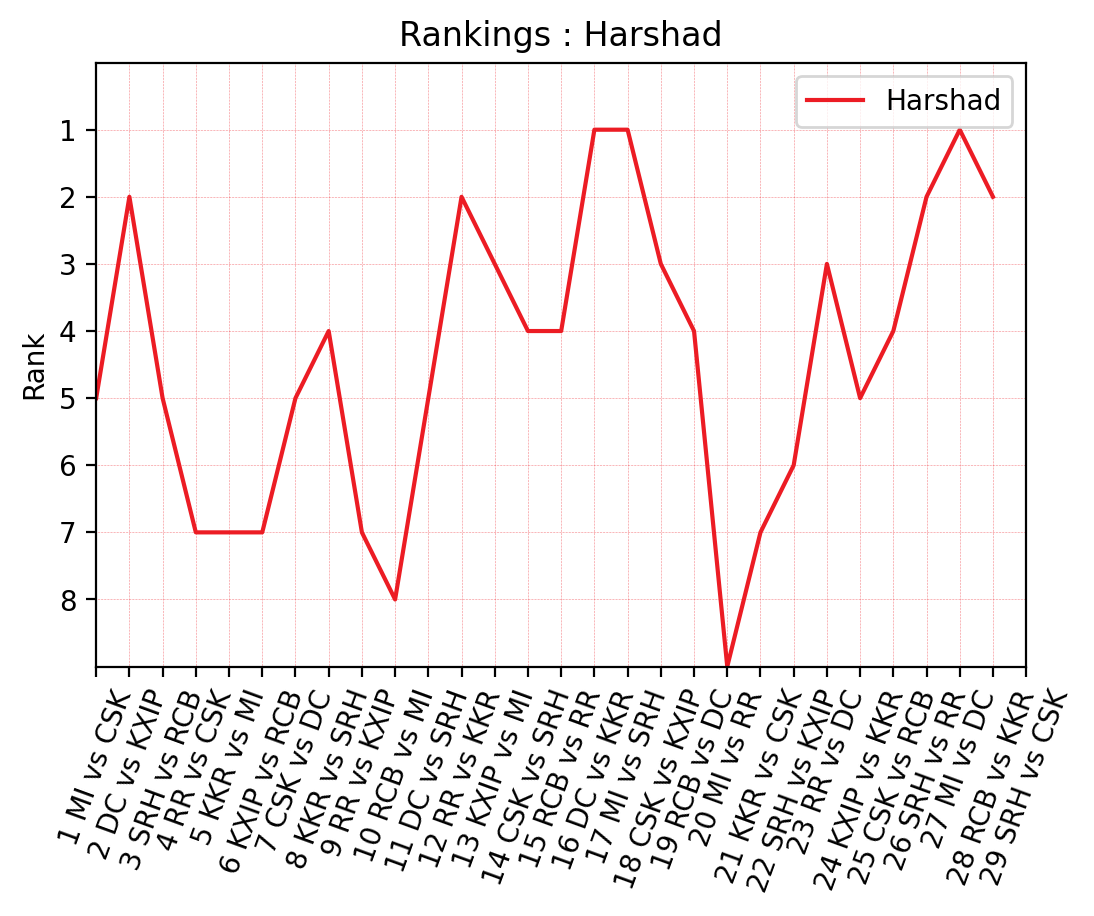 Rankings : Harshad
Harshad
Rank
1
2
3
4
5
6
7
8
1 MI vs CSK
2 DC vs KXIP
3 SRH vs RCB
4 RR vs CSK
5 KKR vs MI
6 KXIP vs RCB
7 CSK vs DC
8 KKR vs SRH
9 RR vs KXIP
10 RCB vs MI
11 DC vs SRH
12 RR vs KKR
13 KXIP vs MI
14 CSK vs SRH
15 RCB vs RR
16 DC vs KKR
17 MI vs SRH
18 CSK vs KXIP
19 RCB vs DC
20 MI vs RR
21 KKR vs CSK
22 SRH vs KXIP
23 RR vs DC
24 KXIP vs KKR
25 CSK vs RCB
26 SRH vs RR
27 MI vs DC
28 RCB vs KKR
29 SRH vs CSK